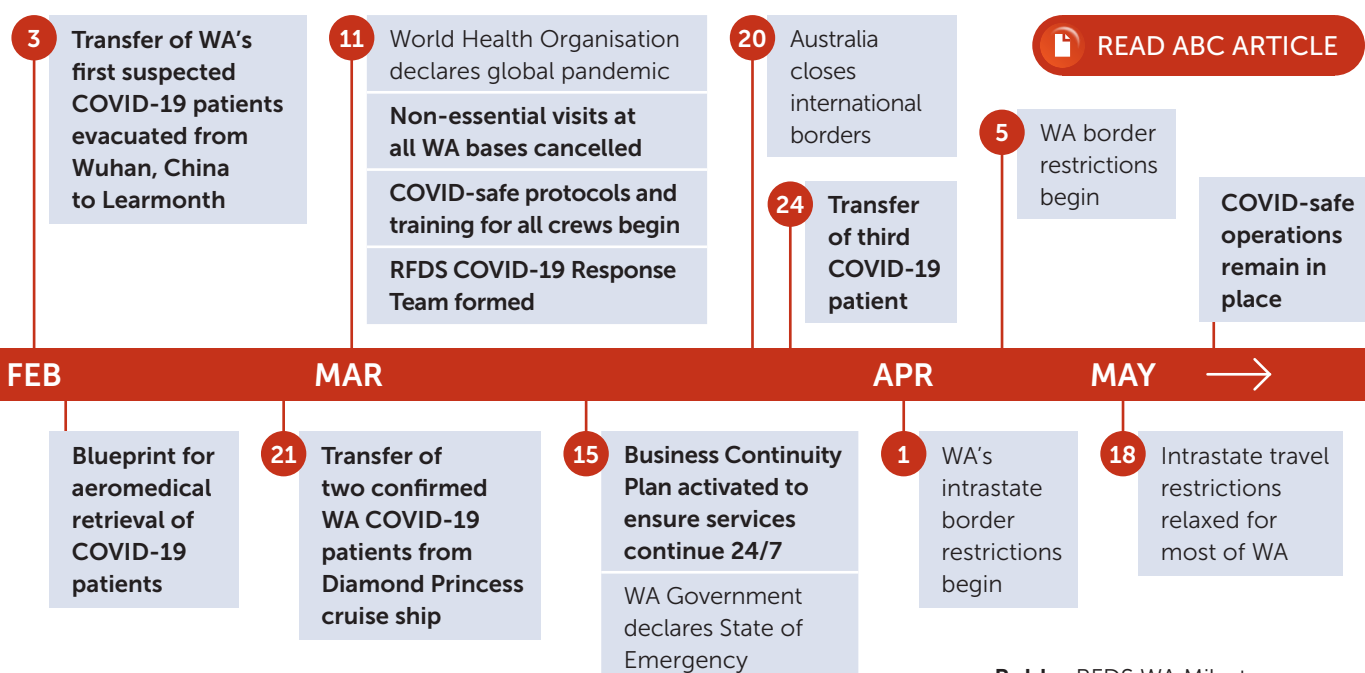 3
Transfer of WA's
first suspected
COVID-19 patients
evacuated from
Wuhan, China
to Learmonth
11
World Health Organisation
declares global pandemic
Non-essential visits at
all WA bases cancelled
COVID-safe protocols and
training for all crews begin
RFDS COVID-19 Response
Team formed
20
Australia
closes
international
borders
24
Transfer
of third
COVID-19
patient
READ ABC ARTICLE
5
WA border
restrictions
begin
COVID-safe
operations
remain in
place
FEB MAR APR MAY →
Blueprint for
aeromedical
retrieval of
COVID-19
patients
21
Transfer of
two confirmed
WA COVID-19
patients from
Diamond Princess
cruise ship
15
Business Continuity
Plan activated to
ensure services
continue 24/7
WA Government
declares State of
Emergency
1
WA's
intrastate
border
restrictions
begin
18
Intrastate travel
restrictions
relaxed for
most of WA